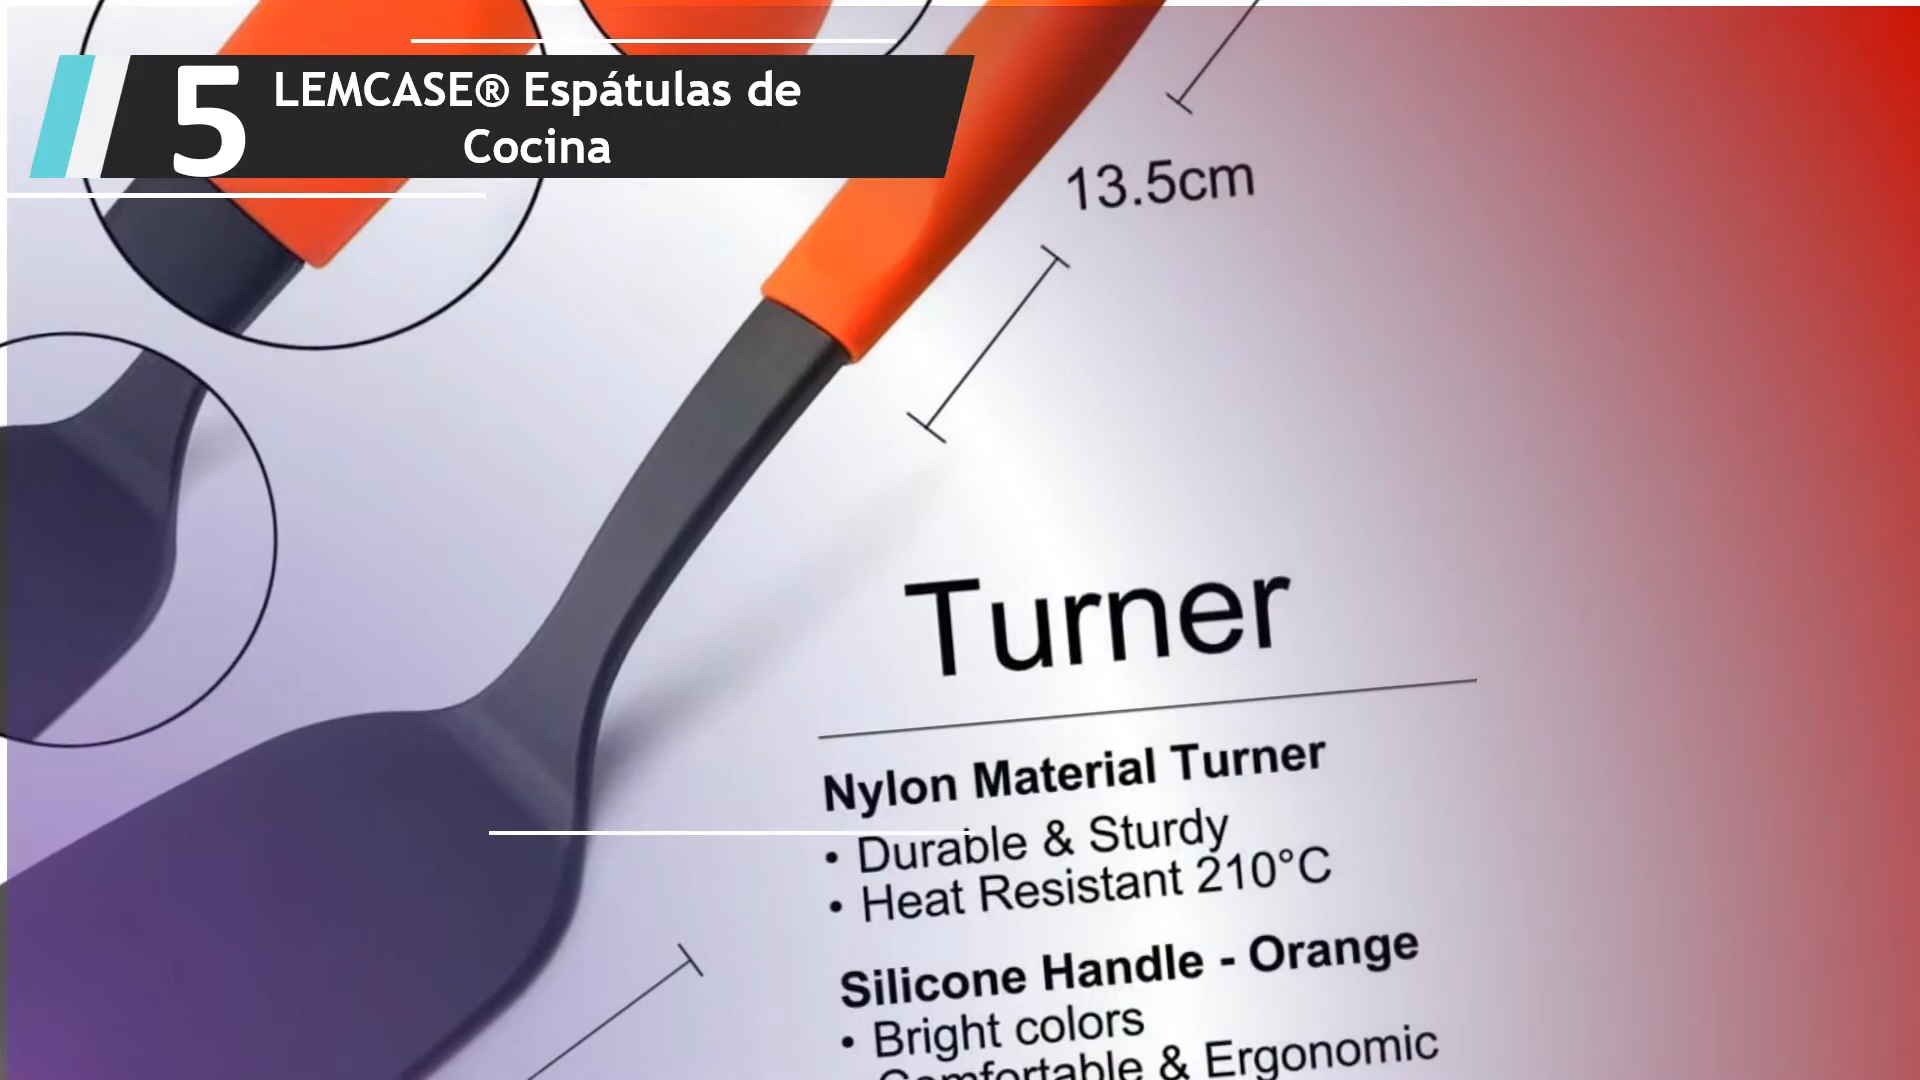 5
LEMCASE® Espátulas de
Cocina
13.5cm
Turner
Nylon Material Turner
• Durable & Sturdy
• Heat Resistant 210°C
Silicone Handle - Orange
• Bright colors
Comfortable & Ergonomic